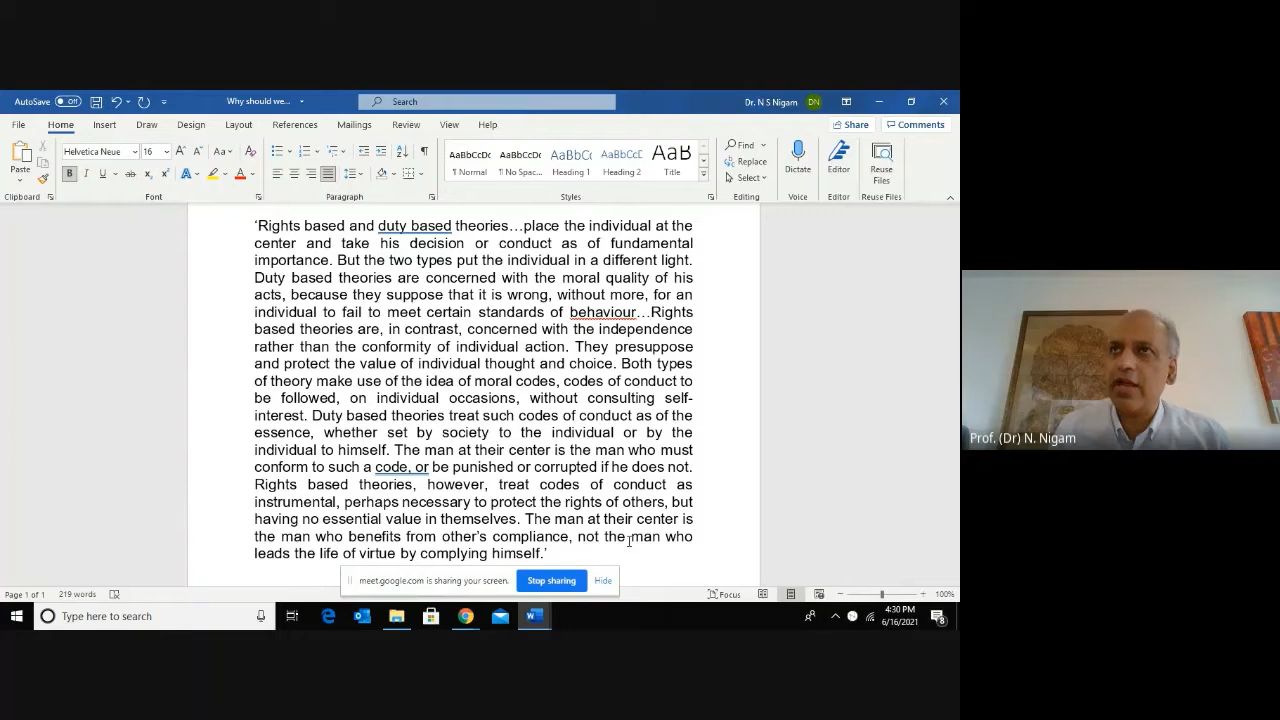 AutoSave Off Why should we... Search Dr. N S Nigam DN
File Home Insert Draw Design Layout References Mailings Review View Help Share Comments
Paste Helvetica Neue 16 A A Aa A AaBbCcDc AaBbCcDc AaBbCc AaBbCcD AaB Find Dictate Editor Reuse Files
B I U ab x x A A ¶ Normal ¶ No Spac... Heading 1 Heading 2 Title Replace Select
Clipboard Font Paragraph Styles Editing Voice Editor Reuse Files
‘Rights based and duty based theories…place the individual at the
center and take his decision or conduct as of fundamental
importance. But the two types put the individual in a different light.
Duty based theories are concerned with the moral quality of his
acts, because they suppose that it is wrong, without more, for an
individual to fail to meet certain standards of behaviour…Rights
based theories are, in contrast, concerned with the independence
rather than the conformity of individual action. They presuppose
and protect the value of individual thought and choice. Both types
of theory make use of the idea of moral codes, codes of conduct to
be followed, on individual occasions, without consulting self-
interest. Duty based theories treat such codes of conduct as of the
essence, whether set by society to the individual or by the
individual to himself. The man at their center is the man who must
conform to such a code, or be punished or corrupted if he does not.
Rights based theories, however, treat codes of conduct as
instrumental, perhaps necessary to protect the rights of others, but
having no essential value in themselves. The man at their center is
the man who benefits from other’s compliance, not the man who
leads the life of virtue by complying himself.’
meet.google.com is sharing your screen. Stop sharing Hide
Page 1 of 1 219 words Focus 100%
Type here to search 4:30 PM
6/16/2021 8
Prof. (Dr) N. Nigam